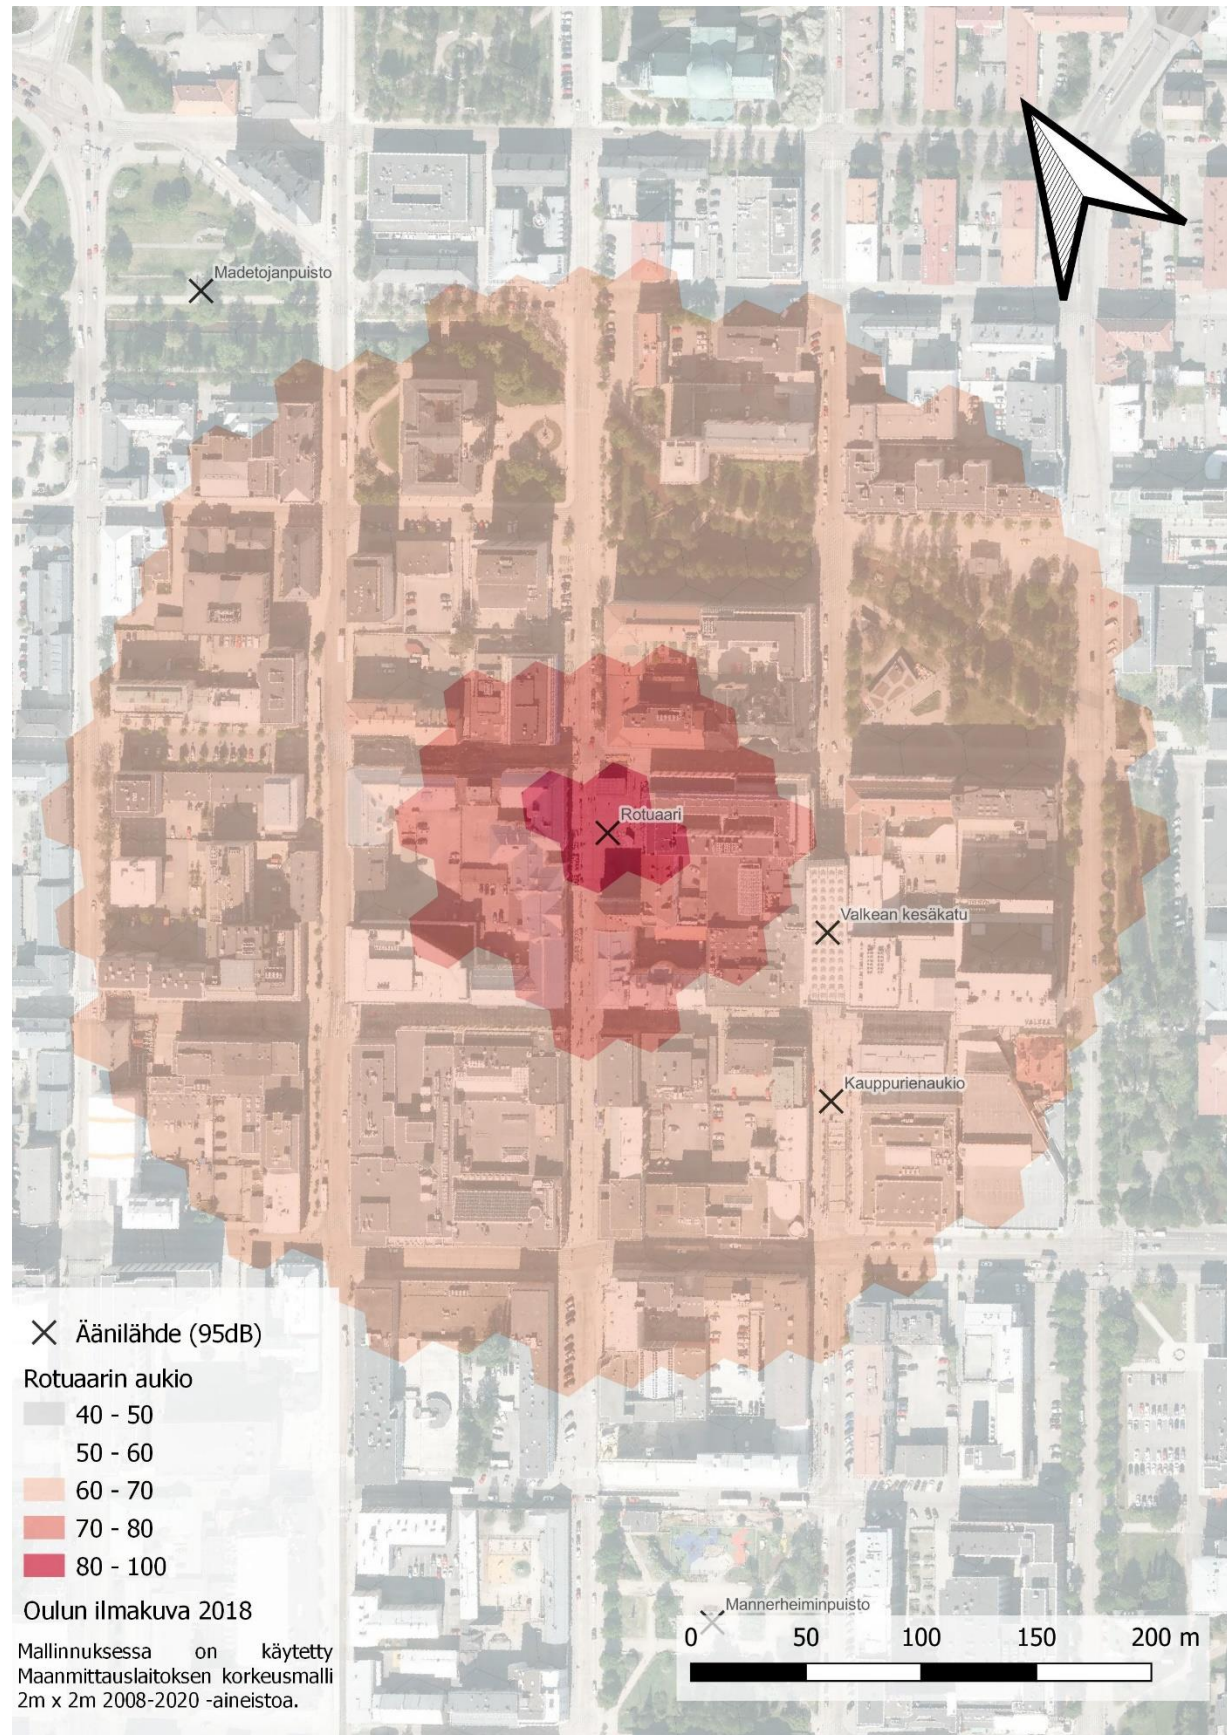 Madetojanpuisto
Rotuaari
Valkean kesäkatu
Kauppurienaukio
Äänilähde (95dB)
Rotuaarin aukio
40 - 50
50 - 60
60 - 70
70 - 80
80 - 100
Oulun ilmakuva 2018
Mallinnuksessa on käytetty
Maanmittauslaitoksen korkeusmalli
2m x 2m 2008-2020 -aineistoa.
Mannerheiminpuisto
0 50 100 150 200 m